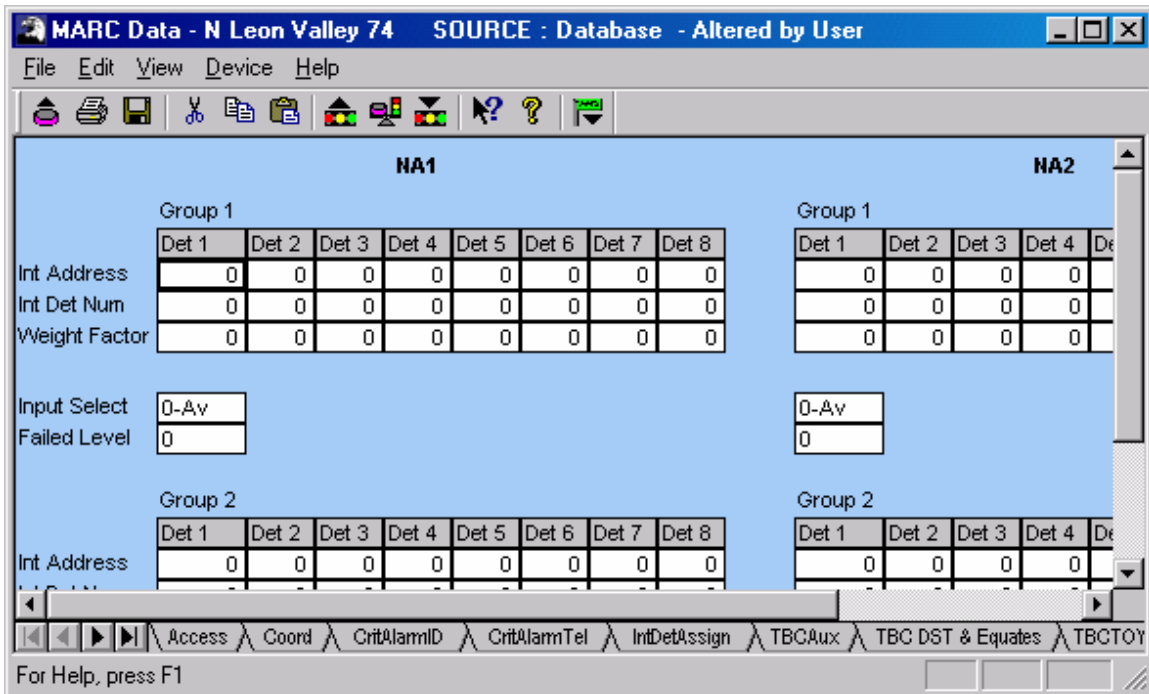 MARC Data - N Leon Valley 74 SOURCE : Database - Altered by User
File Edit View Device Help
NA1 NA2
Group 1 Group 1
Det 1 Det 2 Det 3 Det 4 Det 5 Det 6 Det 7 Det 8 Det 1 Det 2 Det 3 Det 4 De
Int Address 0 0 0 0 0 0 0 0 0 0 0 0
Int Det Num 0 0 0 0 0 0 0 0 0 0 0 0
Weight Factor 0 0 0 0 0 0 0 0 0 0 0 0
Input Select 0-Av 0-Av
Failed Level 0 0
Group 2 Group 2
Det 1 Det 2 Det 3 Det 4 Det 5 Det 6 Det 7 Det 8 Det 1 Det 2 Det 3 Det 4 De
Int Address 0 0 0 0 0 0 0 0 0 0 0 0
Access Coord CritAlarmID CritAlarmTel IntDetAssign TBCAux TBC DST & Equates TBCTOY
For Help, press F1